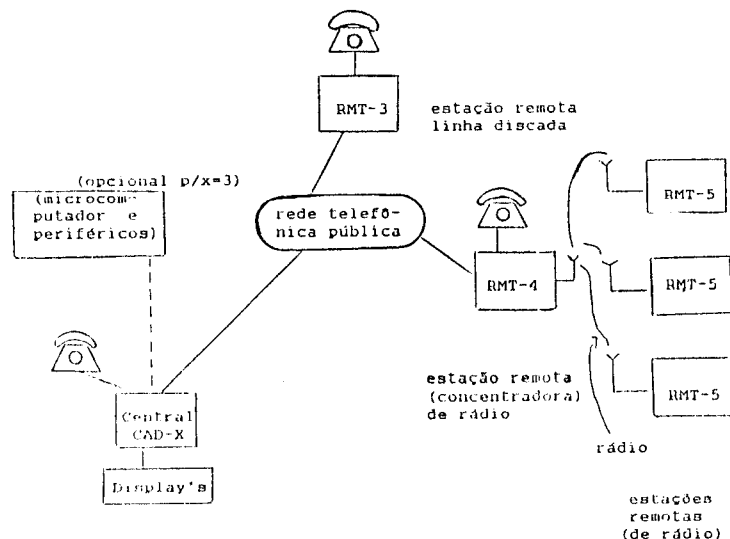 RMT-3
estação remota
linha discada
(opcional p/x=3)
(microcom-
putador e
periféricos)
rede telefô-
nica pública
RMT-5
RMT-4
RMT-5
estação remota
(concentradora)
de rádio
RMT-5
Central
CAD-X
rádio
Display's
estações
remotas
(de rádio)